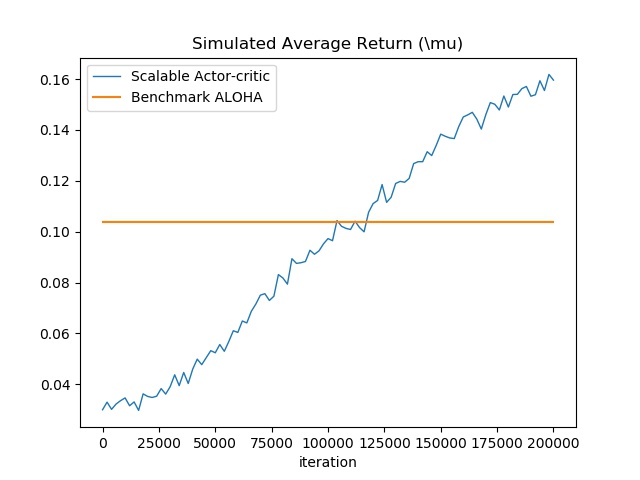 Simulated Average Return (\mu)
Scalable Actor-critic
Benchmark ALOHA
0.16
0.14
0.12
0.10
0.08
0.06
0.04
0 25000 50000 75000 100000 125000 150000 175000 200000
iteration